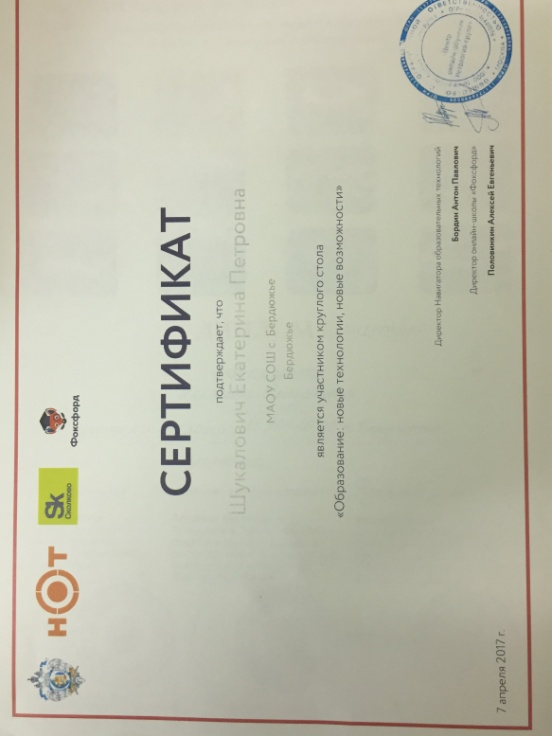 НОТ
Sk
Сколково
Фоксфорд
СЕРТИФИКАТ
подтверждает, что
Шукалович Екатерина Петровна
МАОУ СОШ с. Бердюжье
Бердюжье
является участником круглого стола
«Образование: новые технологии, новые возможности»
7 апреля 2017 г.
Директор Навигатора образовательных технологий
Бордин Антон Павлович
Директор онлайн-школы «Фоксфорд»
Половинкин Алексей Евгеньевич